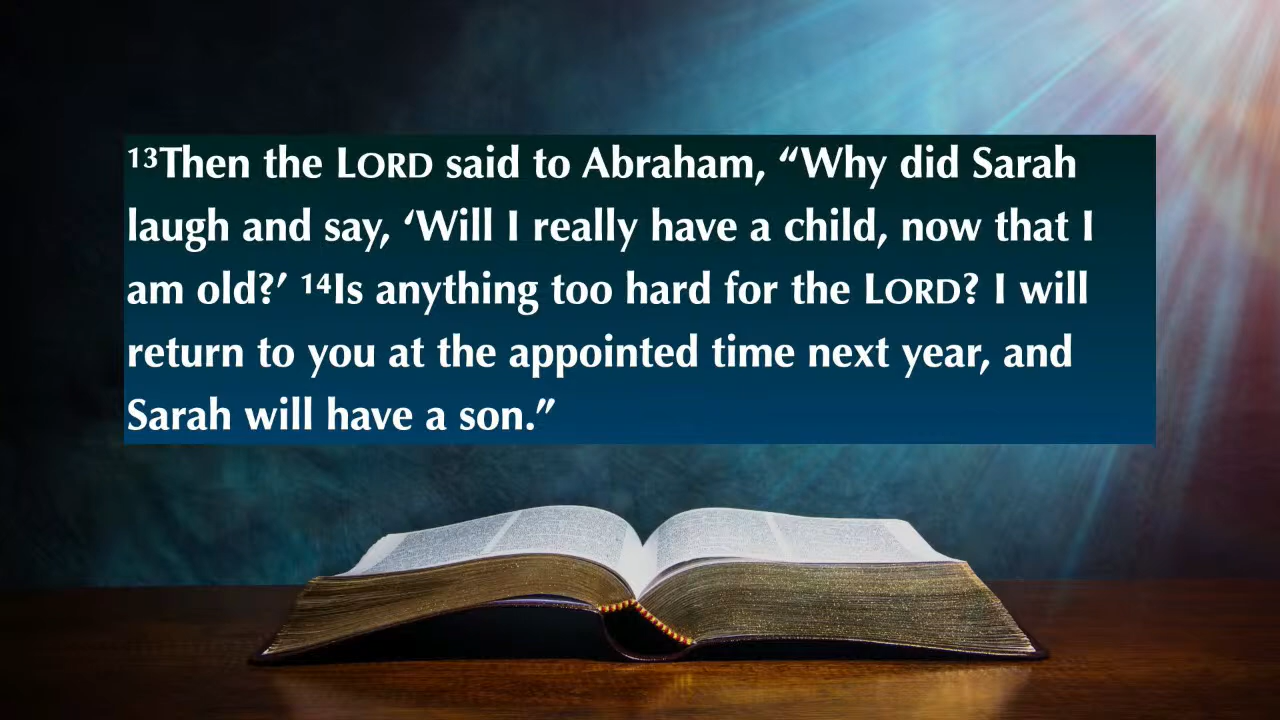 ¹³Then the LORD said to Abraham, “Why did Sarah
laugh and say, ‘Will I really have a child, now that I
am old?’ ¹⁴Is anything too hard for the LORD? I will
return to you at the appointed time next year, and
Sarah will have a son.”